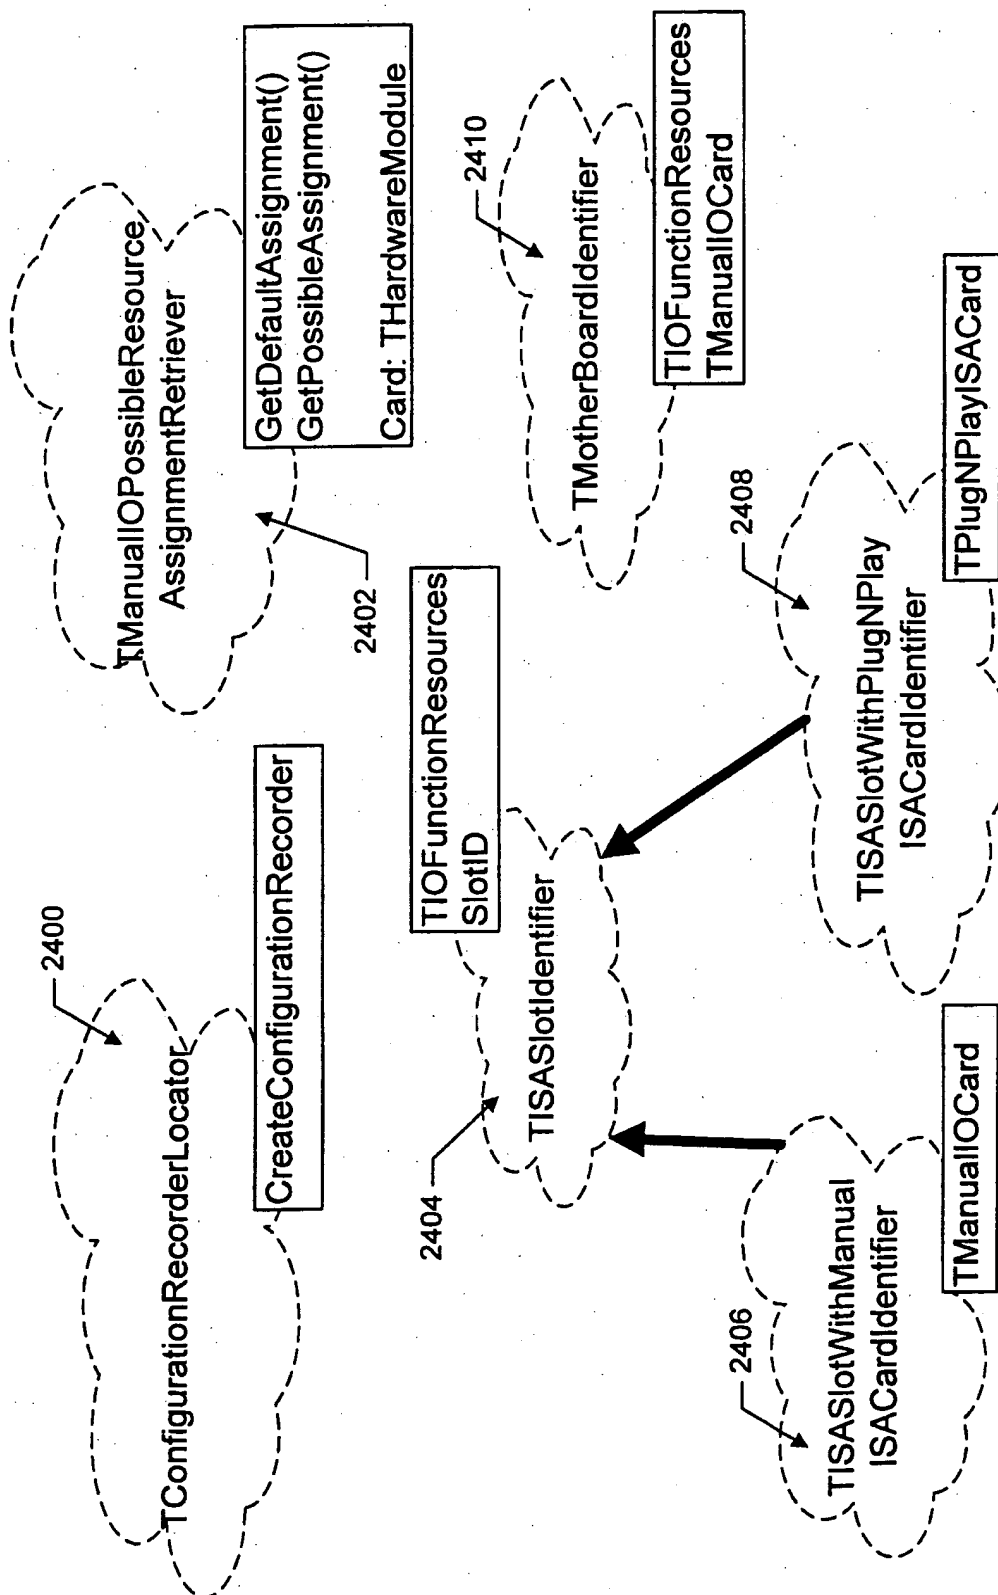 2400
TConfigurationRecorderLocator
CreateConfigurationRecorder
TManualIOPossibleResource
AssignmentRetriever
GetDefaultAssignment()
GetPossibleAssignment()
Card: THardwareModule
2402
2404
TISASlotIdentifier
TIOFunctionResources
SlotID
2410
TMotherBoardIdentifier
TIOFunctionResources
TManualIOCard
2406
TISASlotWithManual
ISACardIdentifier
TManualIOCard
2408
TISASlotWithPlugNPlay
ISACardIdentifier
TPlugNPlayISACard